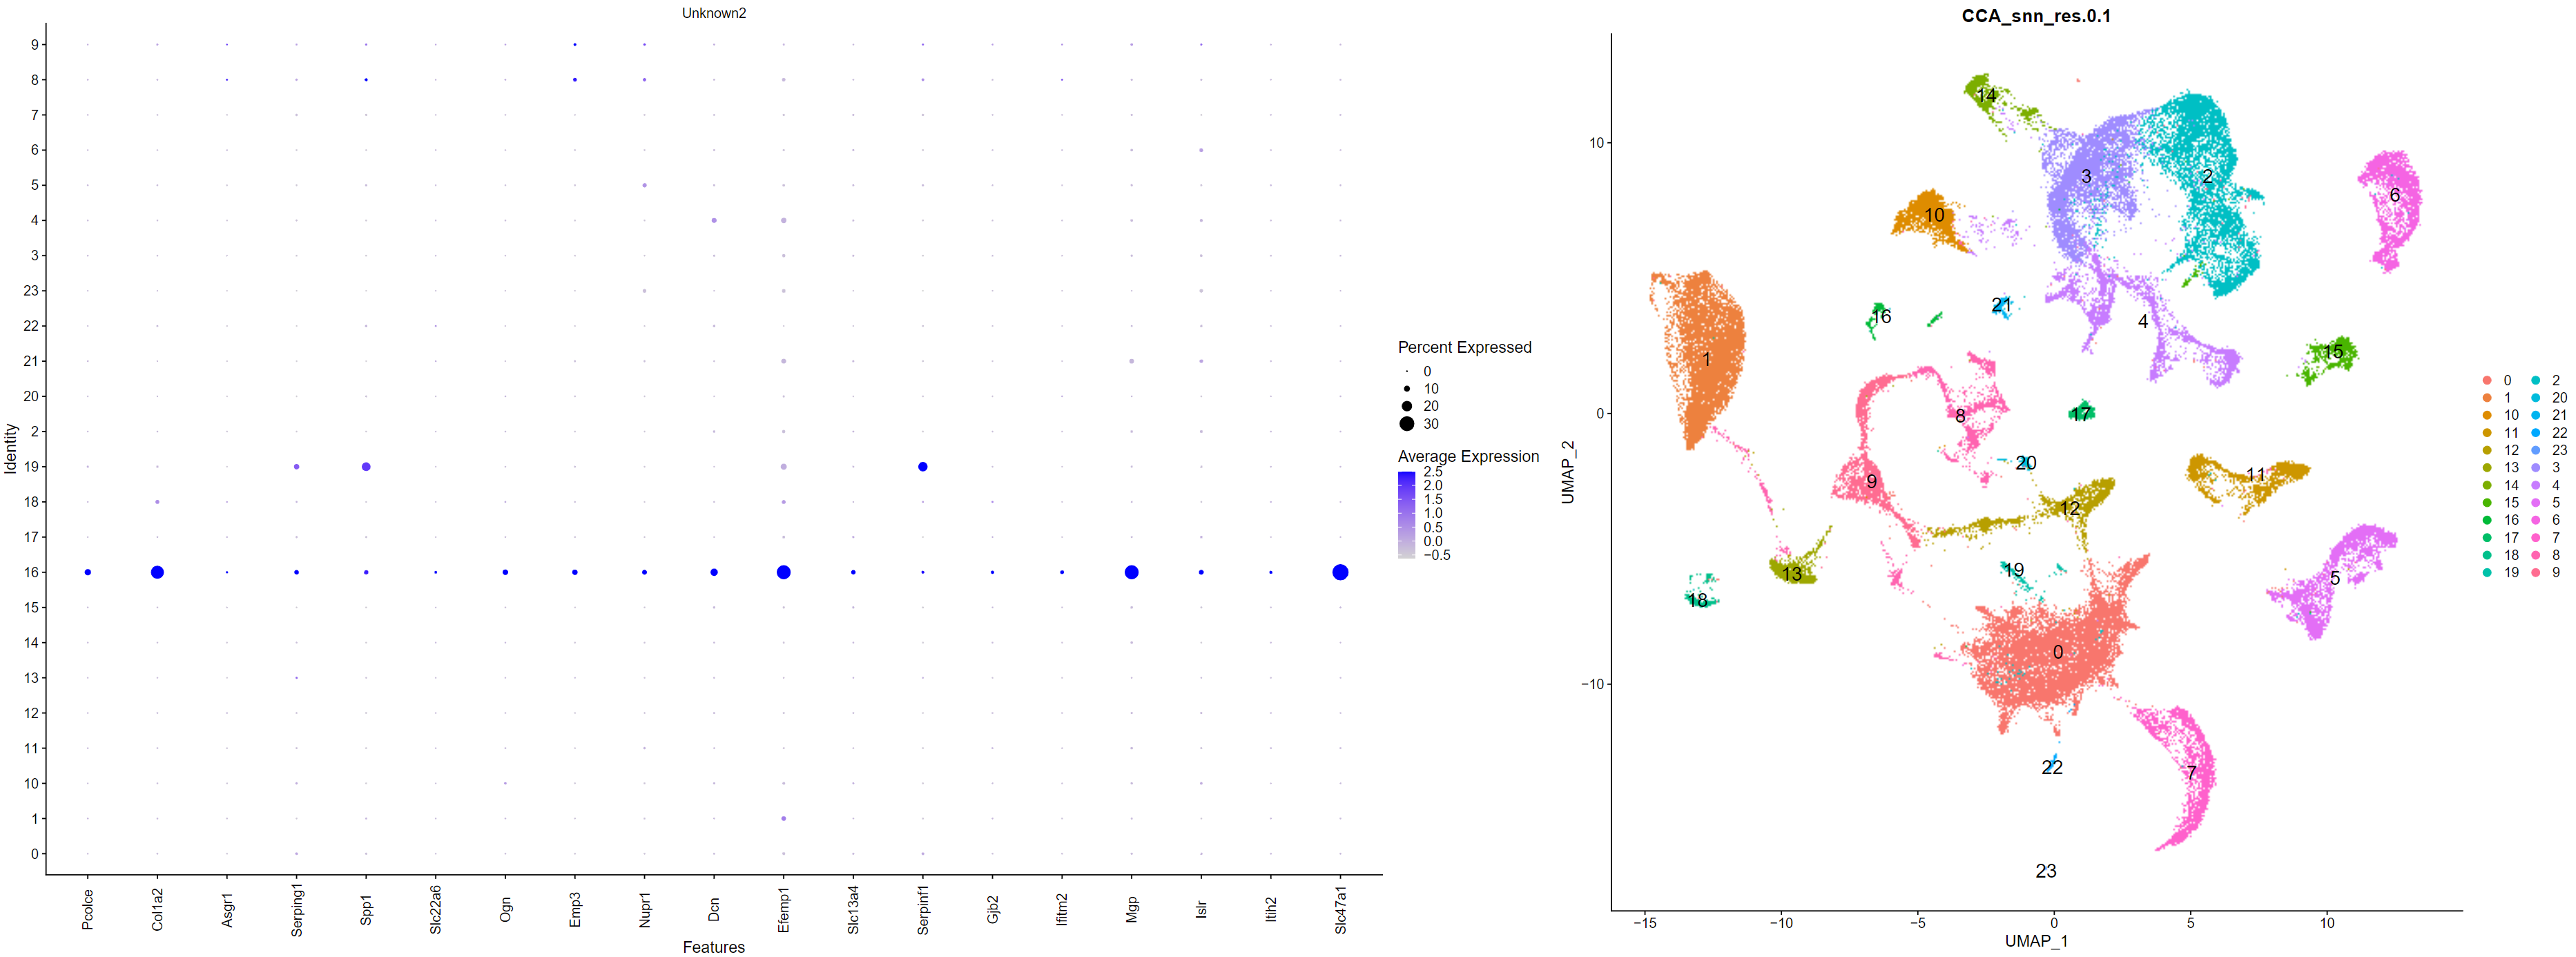 Unknown2
9
8
7
6
5
4
3
23
22
21
20
2
19
18
17
16
15
14
13
12
11
10
1
0
Identity
Pcolce
Col1a2
Asgr1
Serping1
Spp1
Slc22a6
Ogn
Emp3
Nupr1
Dcn
Efemp1
Slc13a4
Serpinf1
Gjb2
Ifitm2
Mgp
Islr
Itih2
Slc47a1
Features
Percent Expressed
0
10
20
30
Average Expression
2.5
2.0
1.5
1.0
0.5
0.0
−0.5
CCA_snn_res.0.1
10
0
−10
UMAP_2
14
3
2
6
10
16
21
4
1
15
8
17
9
20
11
12
13
19
18
5
0
22
7
23
−15
−10
−5
0
5
10
UMAP_1
0 2
1 20
10 21
11 22
12 23
13 3
14 4
15 5
16 6
17 7
18 8
19 9